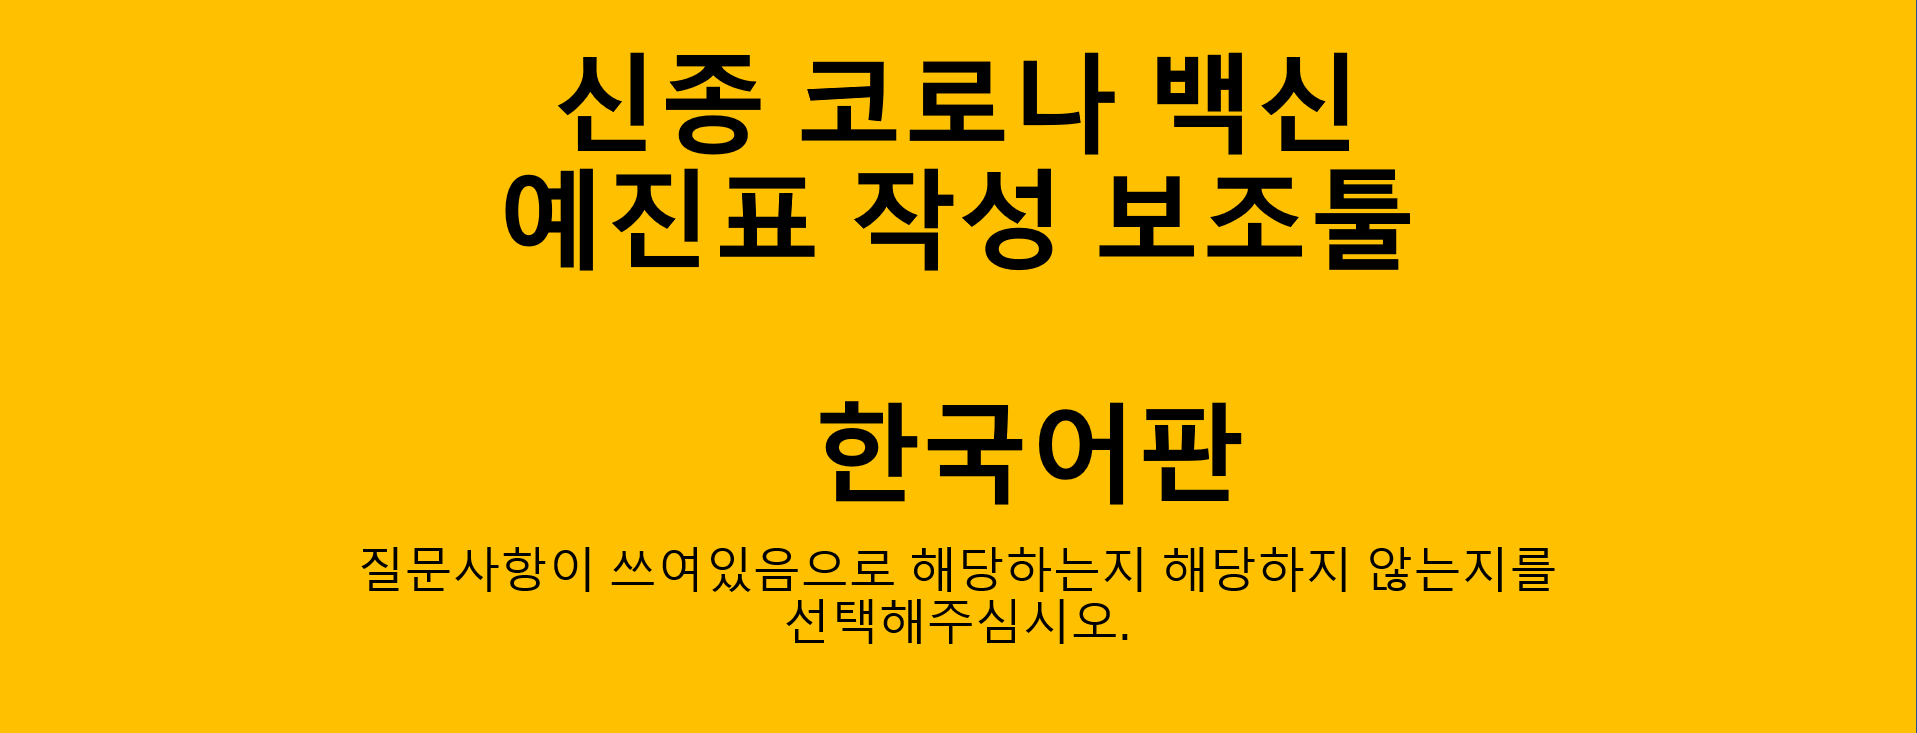 신종 코로나 백신
예진표 작성 보조툴
한국어판
질문사항이 쓰여있음으로 해당하는지 해당하지 않는지를
선택해주심시오.